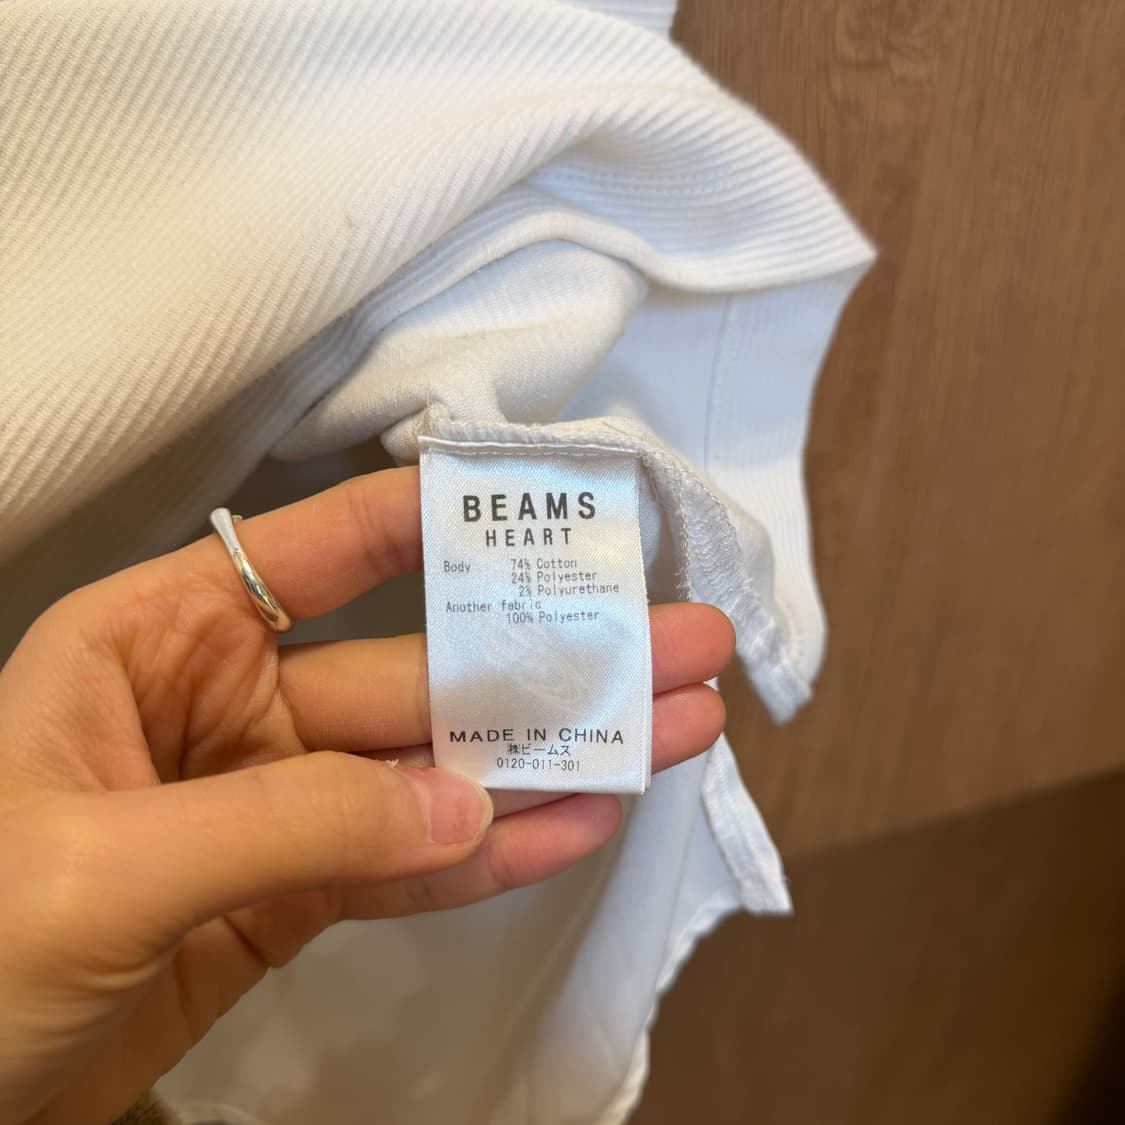 BEAMS
HEART
Body 74% Cotton
24% Polyester
2% Polyurethane
Another fabric
100% Polyester
MADE IN CHINA
㈱ビームス
0120-011-301